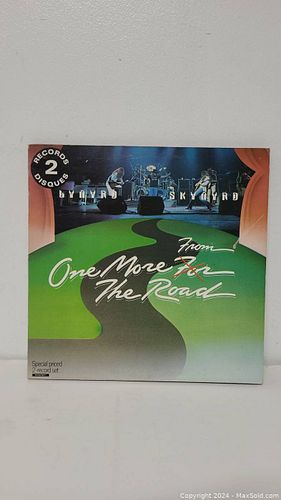 RECORDS
2
DISQUES
LYNYRD SKYNYRD
From
One More For
The Road
Special priced
2-record set
Copyright 2024 - MaxSold.com